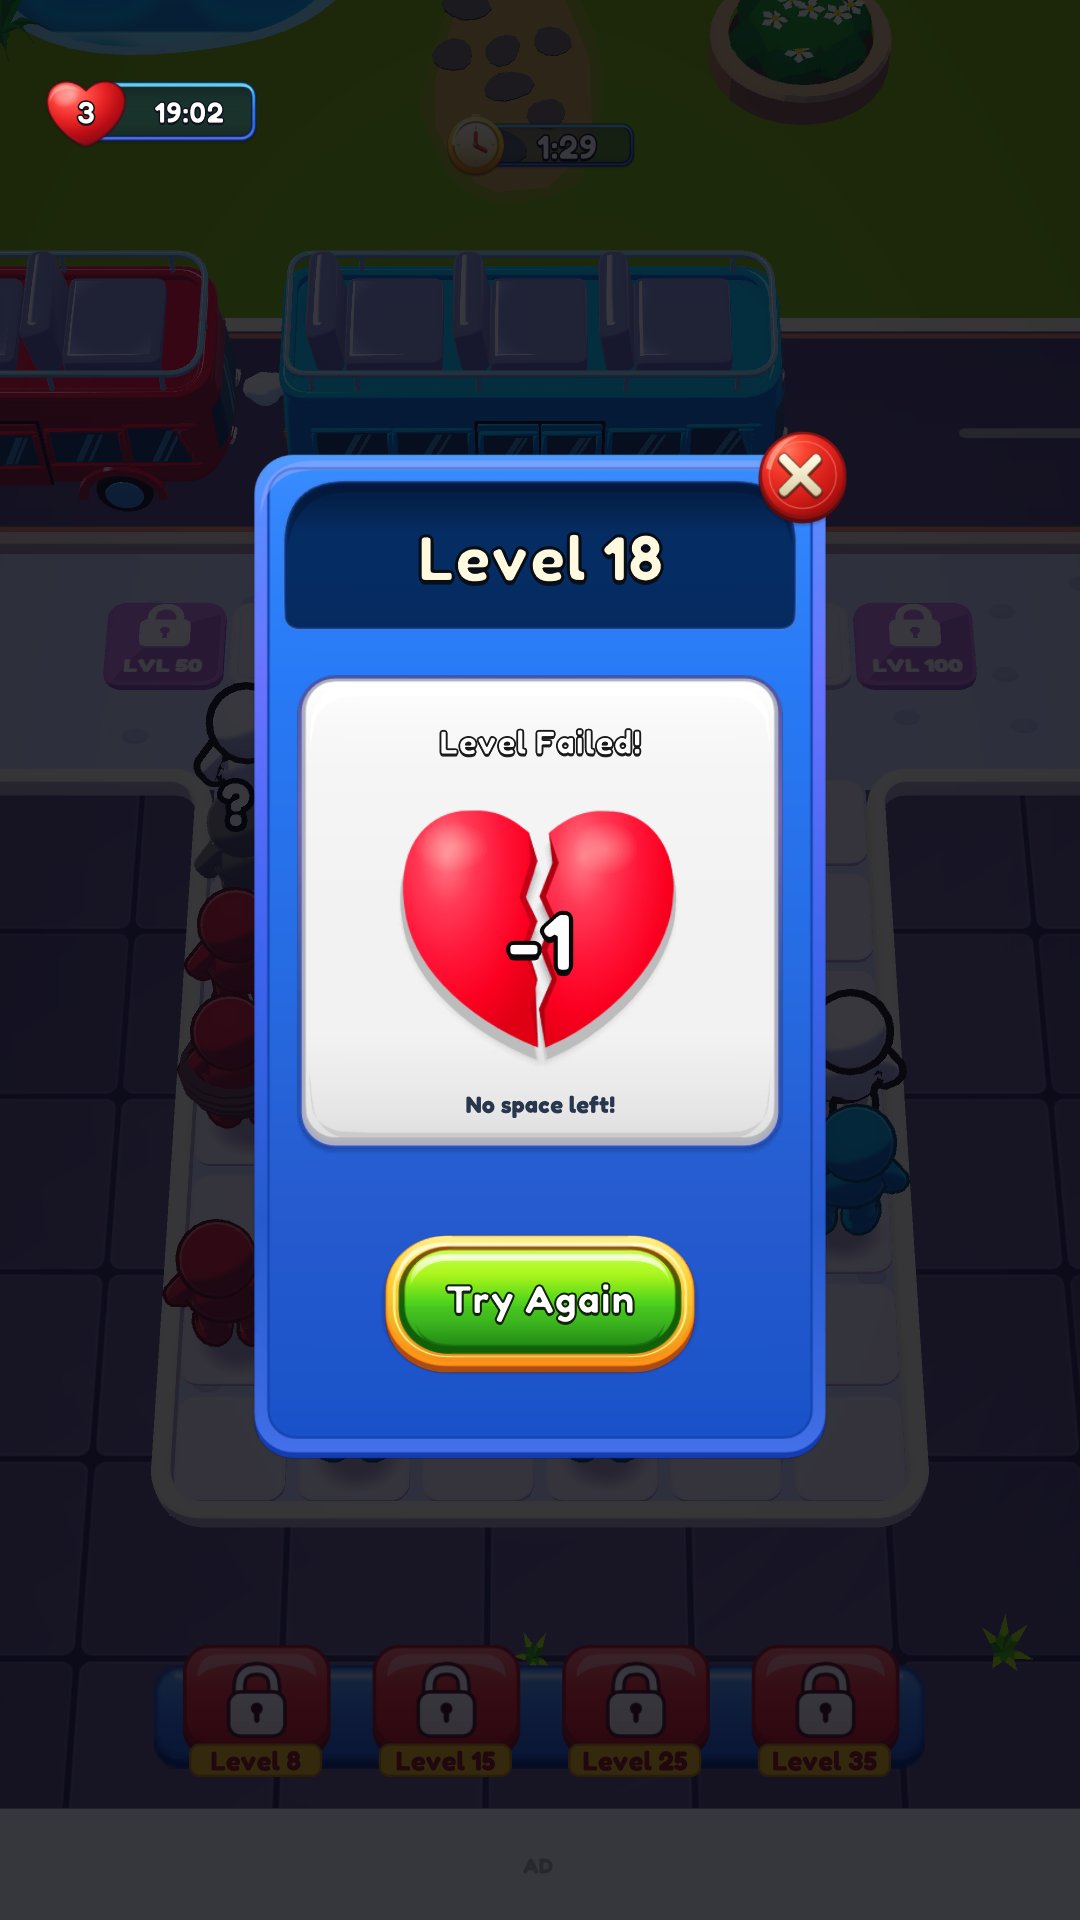 3
19:02
1:29
Level 18
LVL 50
LVL 100
Level Failed!
?
-1
No space left!
Try Again
Level 8
Level 15
Level 25
Level 35
AD